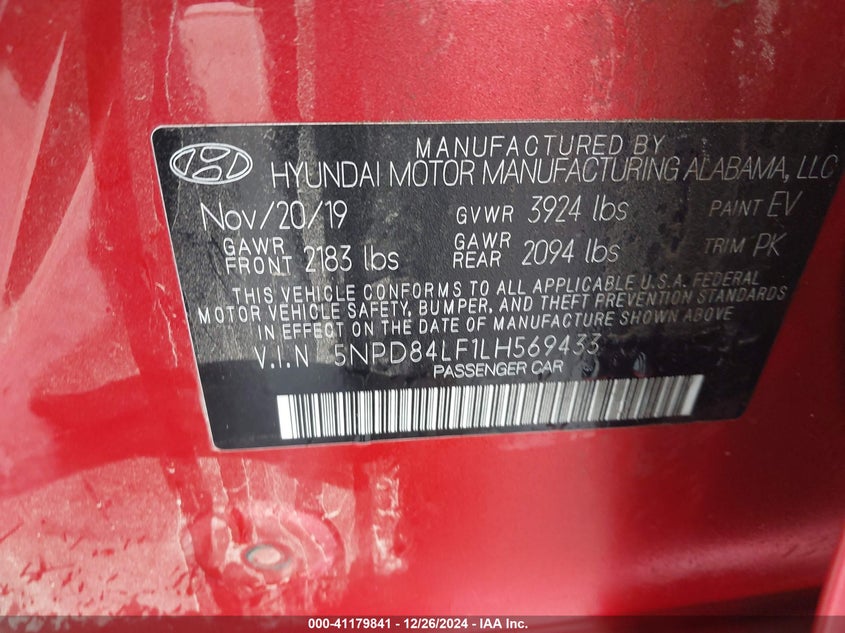 MANUFACTURED BY
HYUNDAI MOTOR MANUFACTURING ALABAMA, LLC
Nov/20/19 GVWR 3924 lbs PAINT EV
GAWR FRONT 2183 lbs GAWR REAR 2094 lbs TRIM PK
THIS VEHICLE CONFORMS TO ALL APPLICABLE U.S.A. FEDERAL
MOTOR VEHICLE SAFETY, BUMPER, AND THEFT PREVENTION STANDARDS
IN EFFECT ON THE DATE OF MANUFACTURE SHOWN ABOVE
V.I.N 5NPD84LF1LH569433
PASSENGER CAR
000-41179841 - 12/26/2024 - IAA Inc.